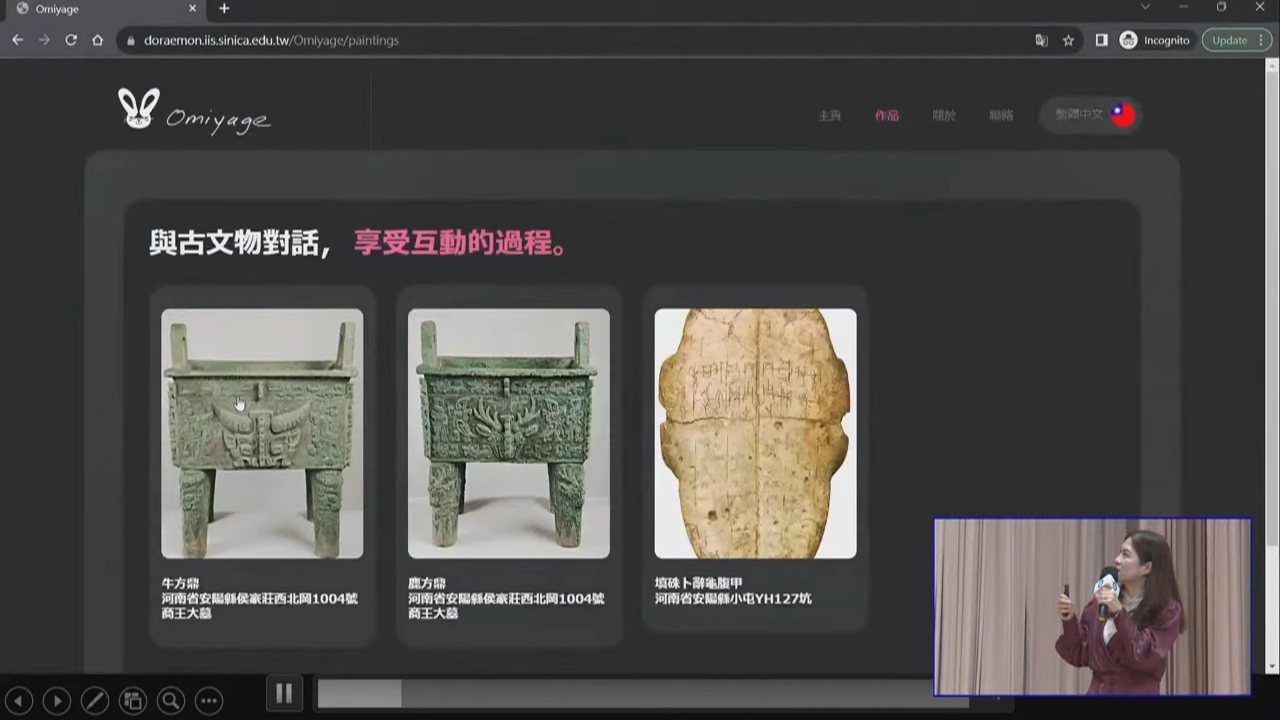 Omiyage
doraemon.iis.sinica.edu.tw/Omiyage/paintings
Incognito
Update
Omiyage
主頁
作品
關於
聯絡
繁體中文
與古文物對話， 享受互動的過程。
牛方鼎
河南省安陽縣侯家莊西北岡1004號
商王大墓
鹿方鼎
河南省安陽縣侯家莊西北岡1004號
商王大墓
填硃卜辭龜腹甲
河南省安陽縣小屯YH127坑